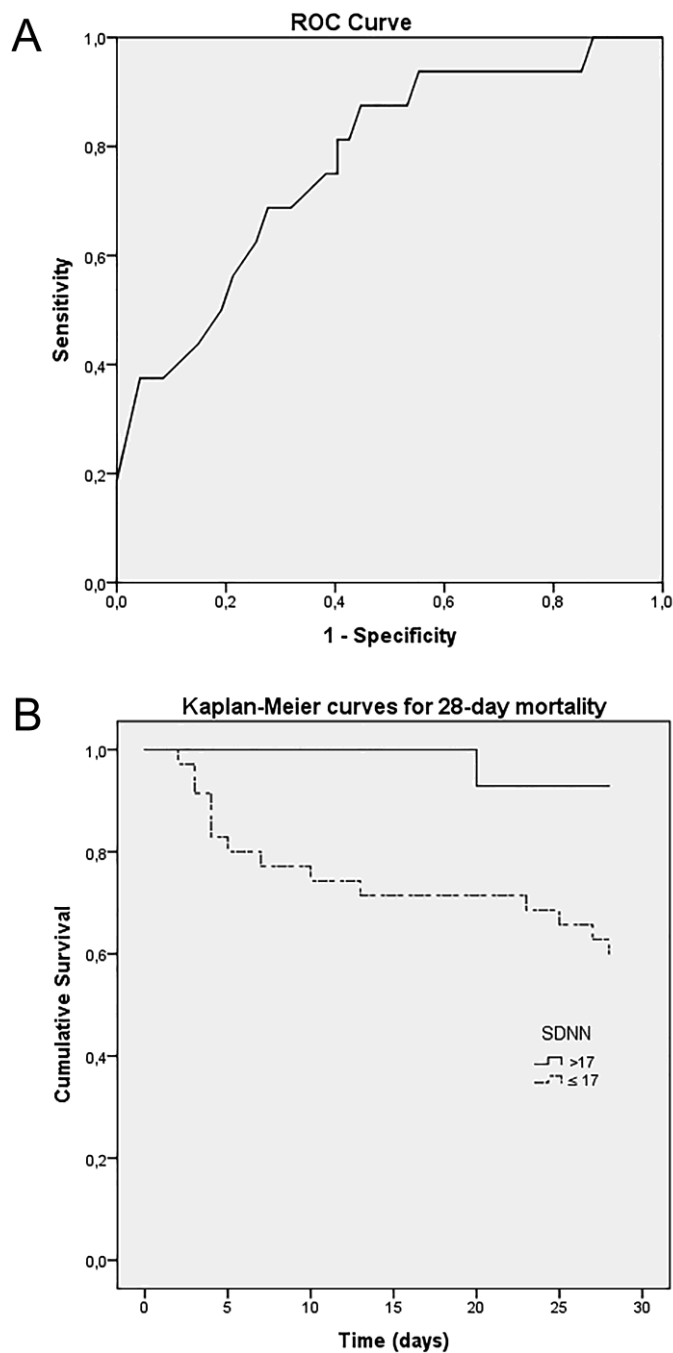 A
ROC Curve
1,0
0,8
0,6
0,4
0,2
0,0
Sensitivity
0,0 0,2 0,4 0,6 0,8 1,0
1 - Specificity
B
Kaplan-Meier curves for 28-day mortality
1,0
0,8
0,6
0,4
0,2
0,0
Cumulative Survival
SDNN
>17
≤ 17
0 5 10 15 20 25 30
Time (days)